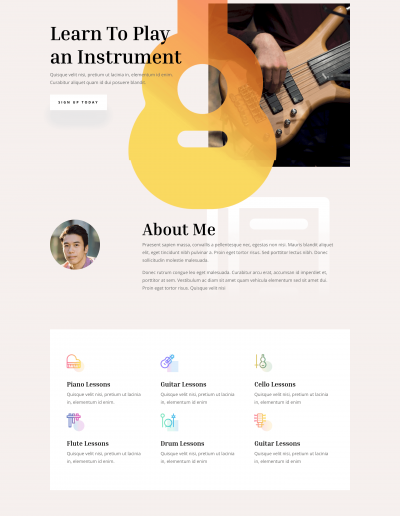 Learn To Play
an Instrument
Quisque velit nisi, pretium ut lacinia in, elementum id enim.
Curabitur aliquet quam id dui posuere blandit.
SIGN UP TODAY
About Me
Praesent sapien massa, convallis a pellentesque nec, egestas non nisi. Mauris blandit aliquet
elit, eget tincidunt nibh pulvinar a. Proin eget tortor risus. Sed porttitor lectus nibh. Donec
sollicitudin molestie malesuada.
Donec rutrum congue leo eget malesuada. Curabitur arcu erat, accumsan id imperdiet et,
porttitor at sem. Vestibulum ac diam sit amet quam vehicula elementum sed sit amet dui.
Proin eget tortor risus. Quisque velit nisi
Piano Lessons
Quisque velit nisi, pretium ut lacinia
in, elementum id enim
Guitar Lessons
Quisque velit nisi, pretium ut lacinia
in, elementum id enim
Cello Lessons
Quisque velit nisi, pretium ut lacinia
in, elementum id enim
Flute Lessons
Quisque velit nisi, pretium ut lacinia
in, elementum id enim
Drum Lessons
Quisque velit nisi, pretium ut lacinia
in, elementum id enim
Guitar Lessons
Quisque velit nisi, pretium ut lacinia
in, elementum id enim